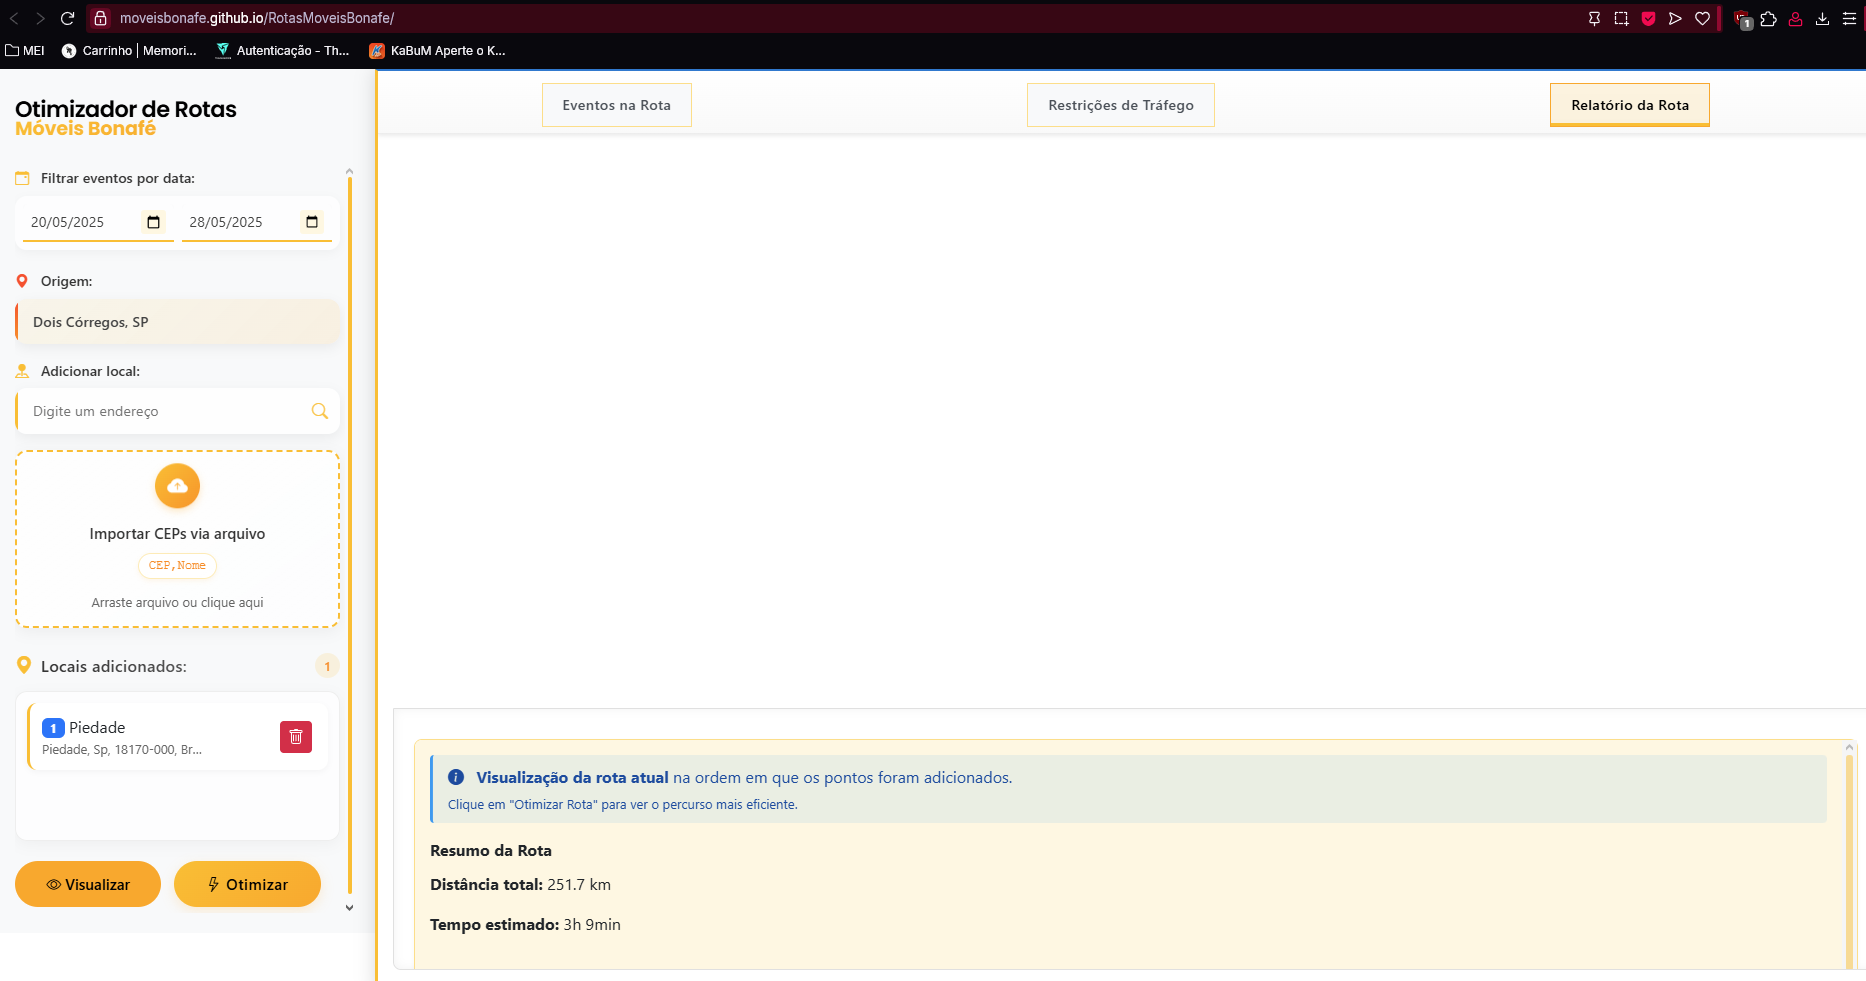 moveisbonafe.github.io/RotasMoveisBonafe/
1
MEI
Carrinho | Memori...
Autenticação - Th...
KaBuM Aperte o K...
Otimizador de Rotas
Móveis Bonafé
Filtrar eventos por data:
20/05/2025
28/05/2025
Origem:
Dois Córregos, SP
Adicionar local:
Digite um endereço
Importar CEPs via arquivo
CEP,Nome
Arraste arquivo ou clique aqui
Locais adicionados:
1
1 Piedade
Piedade, Sp, 18170-000, Br...
Visualizar
Otimizar
Eventos na Rota
Restrições de Tráfego
Relatório da Rota
Visualização da rota atual na ordem em que os pontos foram adicionados.
Clique em "Otimizar Rota" para ver o percurso mais eficiente.
Resumo da Rota
Distância total: 251.7 km
Tempo estimado: 3h 9min